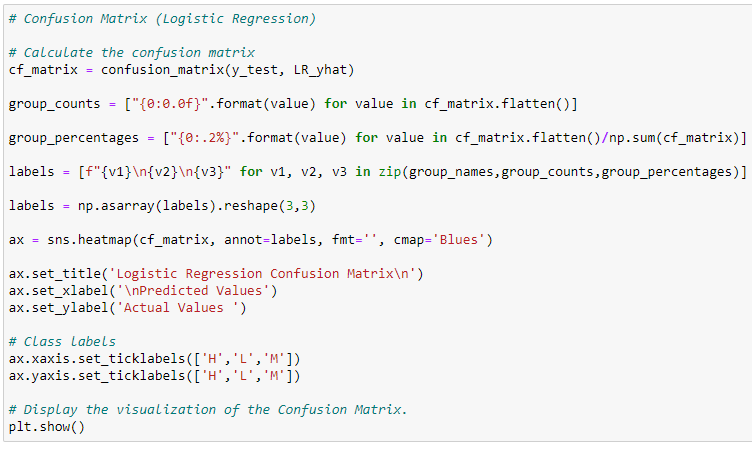 # Confusion Matrix (Logistic Regression)
# Calculate the confusion matrix
cf_matrix = confusion_matrix(y_test, LR_yhat)
group_counts = ["{0:0.0f}".format(value) for value in cf_matrix.flatten()]
group_percentages = ["{0:.2%}".format(value) for value in cf_matrix.flatten()/np.sum(cf_matrix)]
labels = [f"{v1}\n{v2}\n{v3}" for v1, v2, v3 in zip(group_names,group_counts,group_percentages)]
labels = np.asarray(labels).reshape(3,3)
ax = sns.heatmap(cf_matrix, annot=labels, fmt='', cmap='Blues')
ax.set_title('Logistic Regression Confusion Matrix\n')
ax.set_xlabel('\nPredicted Values')
ax.set_ylabel('Actual Values ')
# Class labels
ax.xaxis.set_ticklabels(['H','L','M'])
ax.yaxis.set_ticklabels(['H','L','M'])
# Display the visualization of the Confusion Matrix.
plt.show()